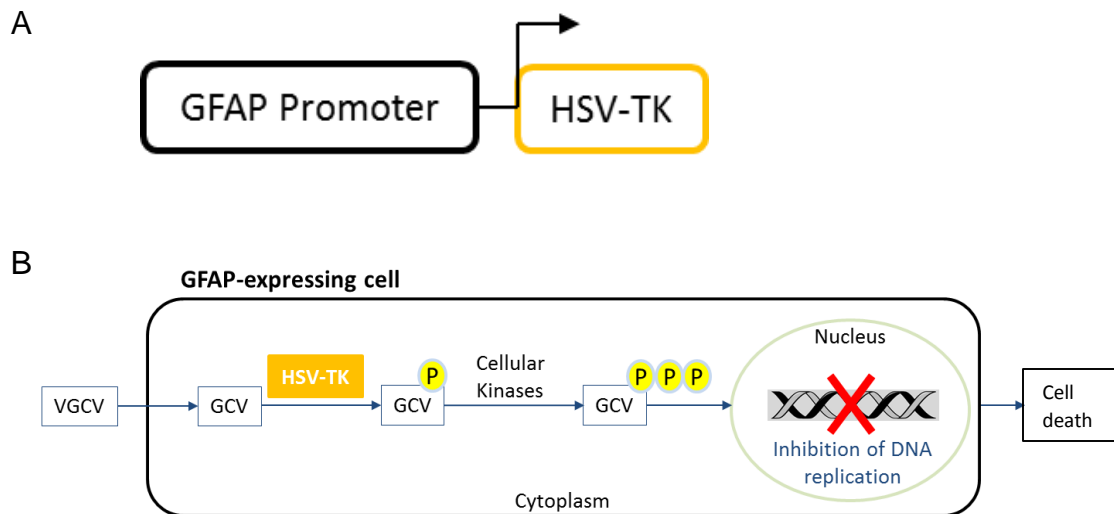 A
GFAP Promoter
HSV-TK
B
GFAP-expressing cell
VGCV
GCV
HSV-TK
P
GCV
Cellular
Kinases
P P P
GCV
Nucleus
Inhibition of DNA
replication
Cell
death
Cytoplasm